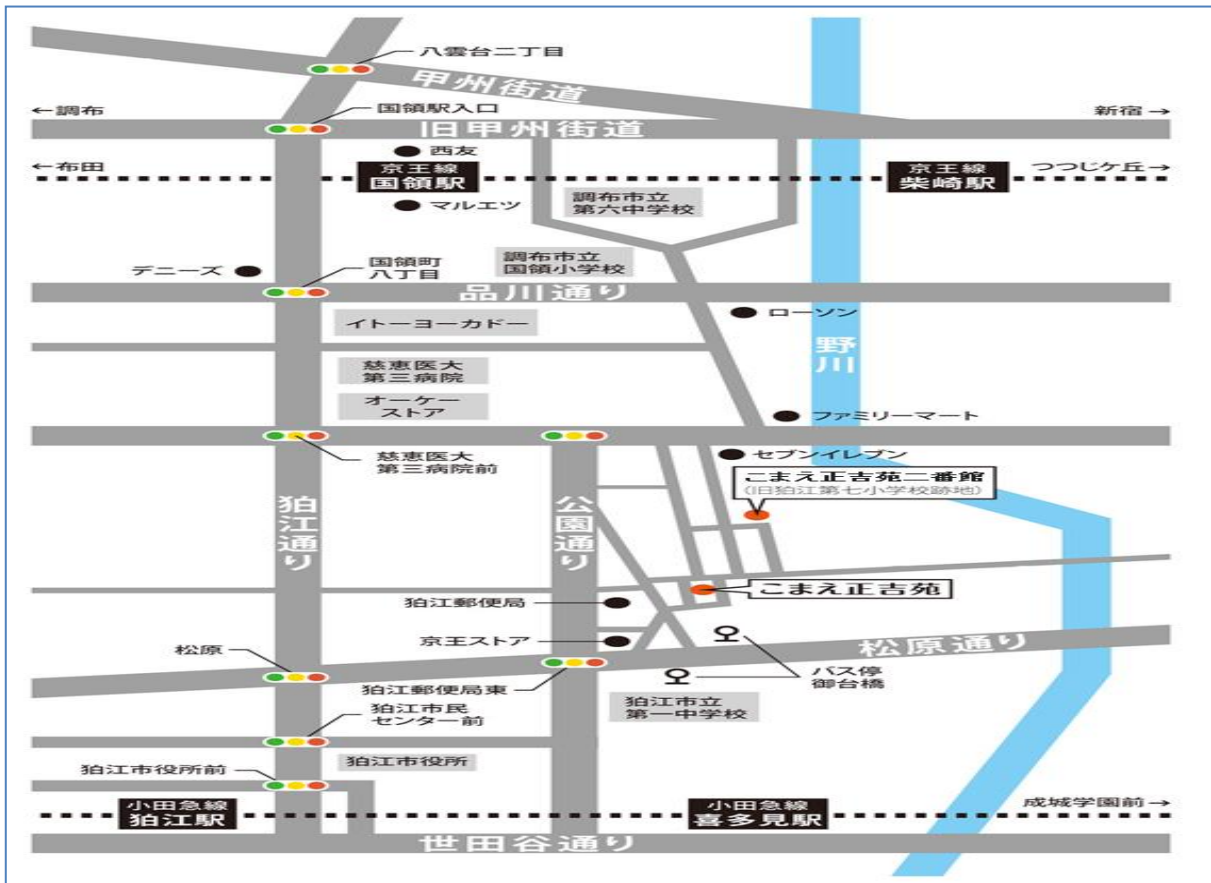 八雲台二丁目
甲州街道
←調布
国領駅入口
新宿→
旧甲州街道
西友
←布田
京王線
国領駅
京王線
柴崎駅
つつじケ丘→
マルエツ
調布市立
第六中学校
デニーズ
国領町
八丁目
調布市立
国領小学校
品川通り
イトーヨーカドー
ローソン
野川
慈恵医大
第三病院
オーケー
ストア
ファミリーマート
慈恵医大
第三病院前
セブンイレブン
こまえ正吉苑二番館
(旧狛江第七小学校跡地)
狛江通り
公園通り
狛江郵便局
こまえ正吉苑
京王ストア
松原
松原通り
狛江郵便局東
バス停
御台橋
狛江市民
センター前
狛江市立
第一中学校
狛江市役所前
狛江市役所
小田急線
狛江駅
小田急線
喜多見駅
成城学園前→
世田谷通り